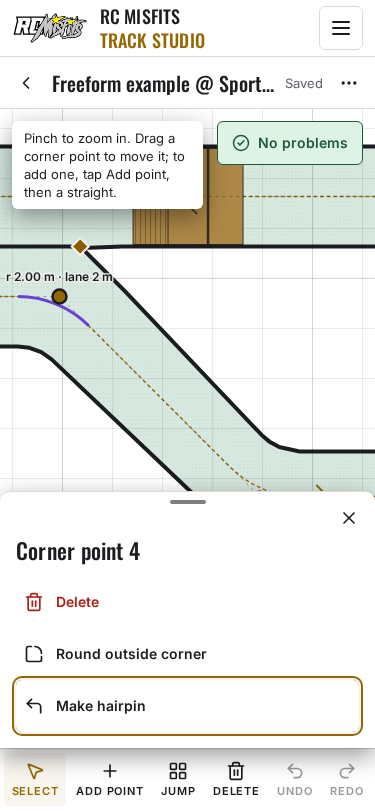 RC Misfits
RC MISFITS
TRACK STUDIO
Freeform example @ Sport...
Saved
Pinch to zoom in. Drag a
corner point to move it; to
add one, tap Add point,
then a straight.
No problems
r 2.00 m · lane 2 m
Corner point 4
Delete
Round outside corner
Make hairpin
SELECT
ADD POINT
JUMP
DELETE
UNDO
REDO